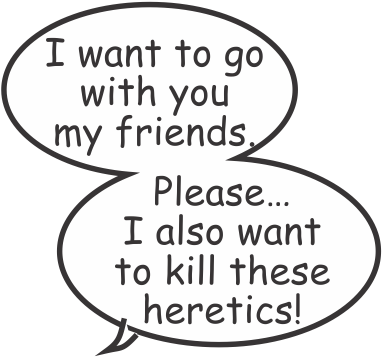 I want to go
with you
my friends.
Please...
I also want
to kill these
heretics!